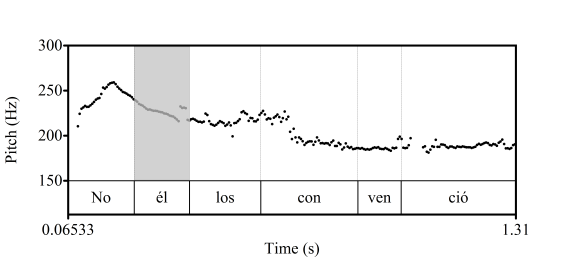 300
250
200
150
Pitch (Hz)
No él los con ven ció
0.06533 1.31
Time (s)